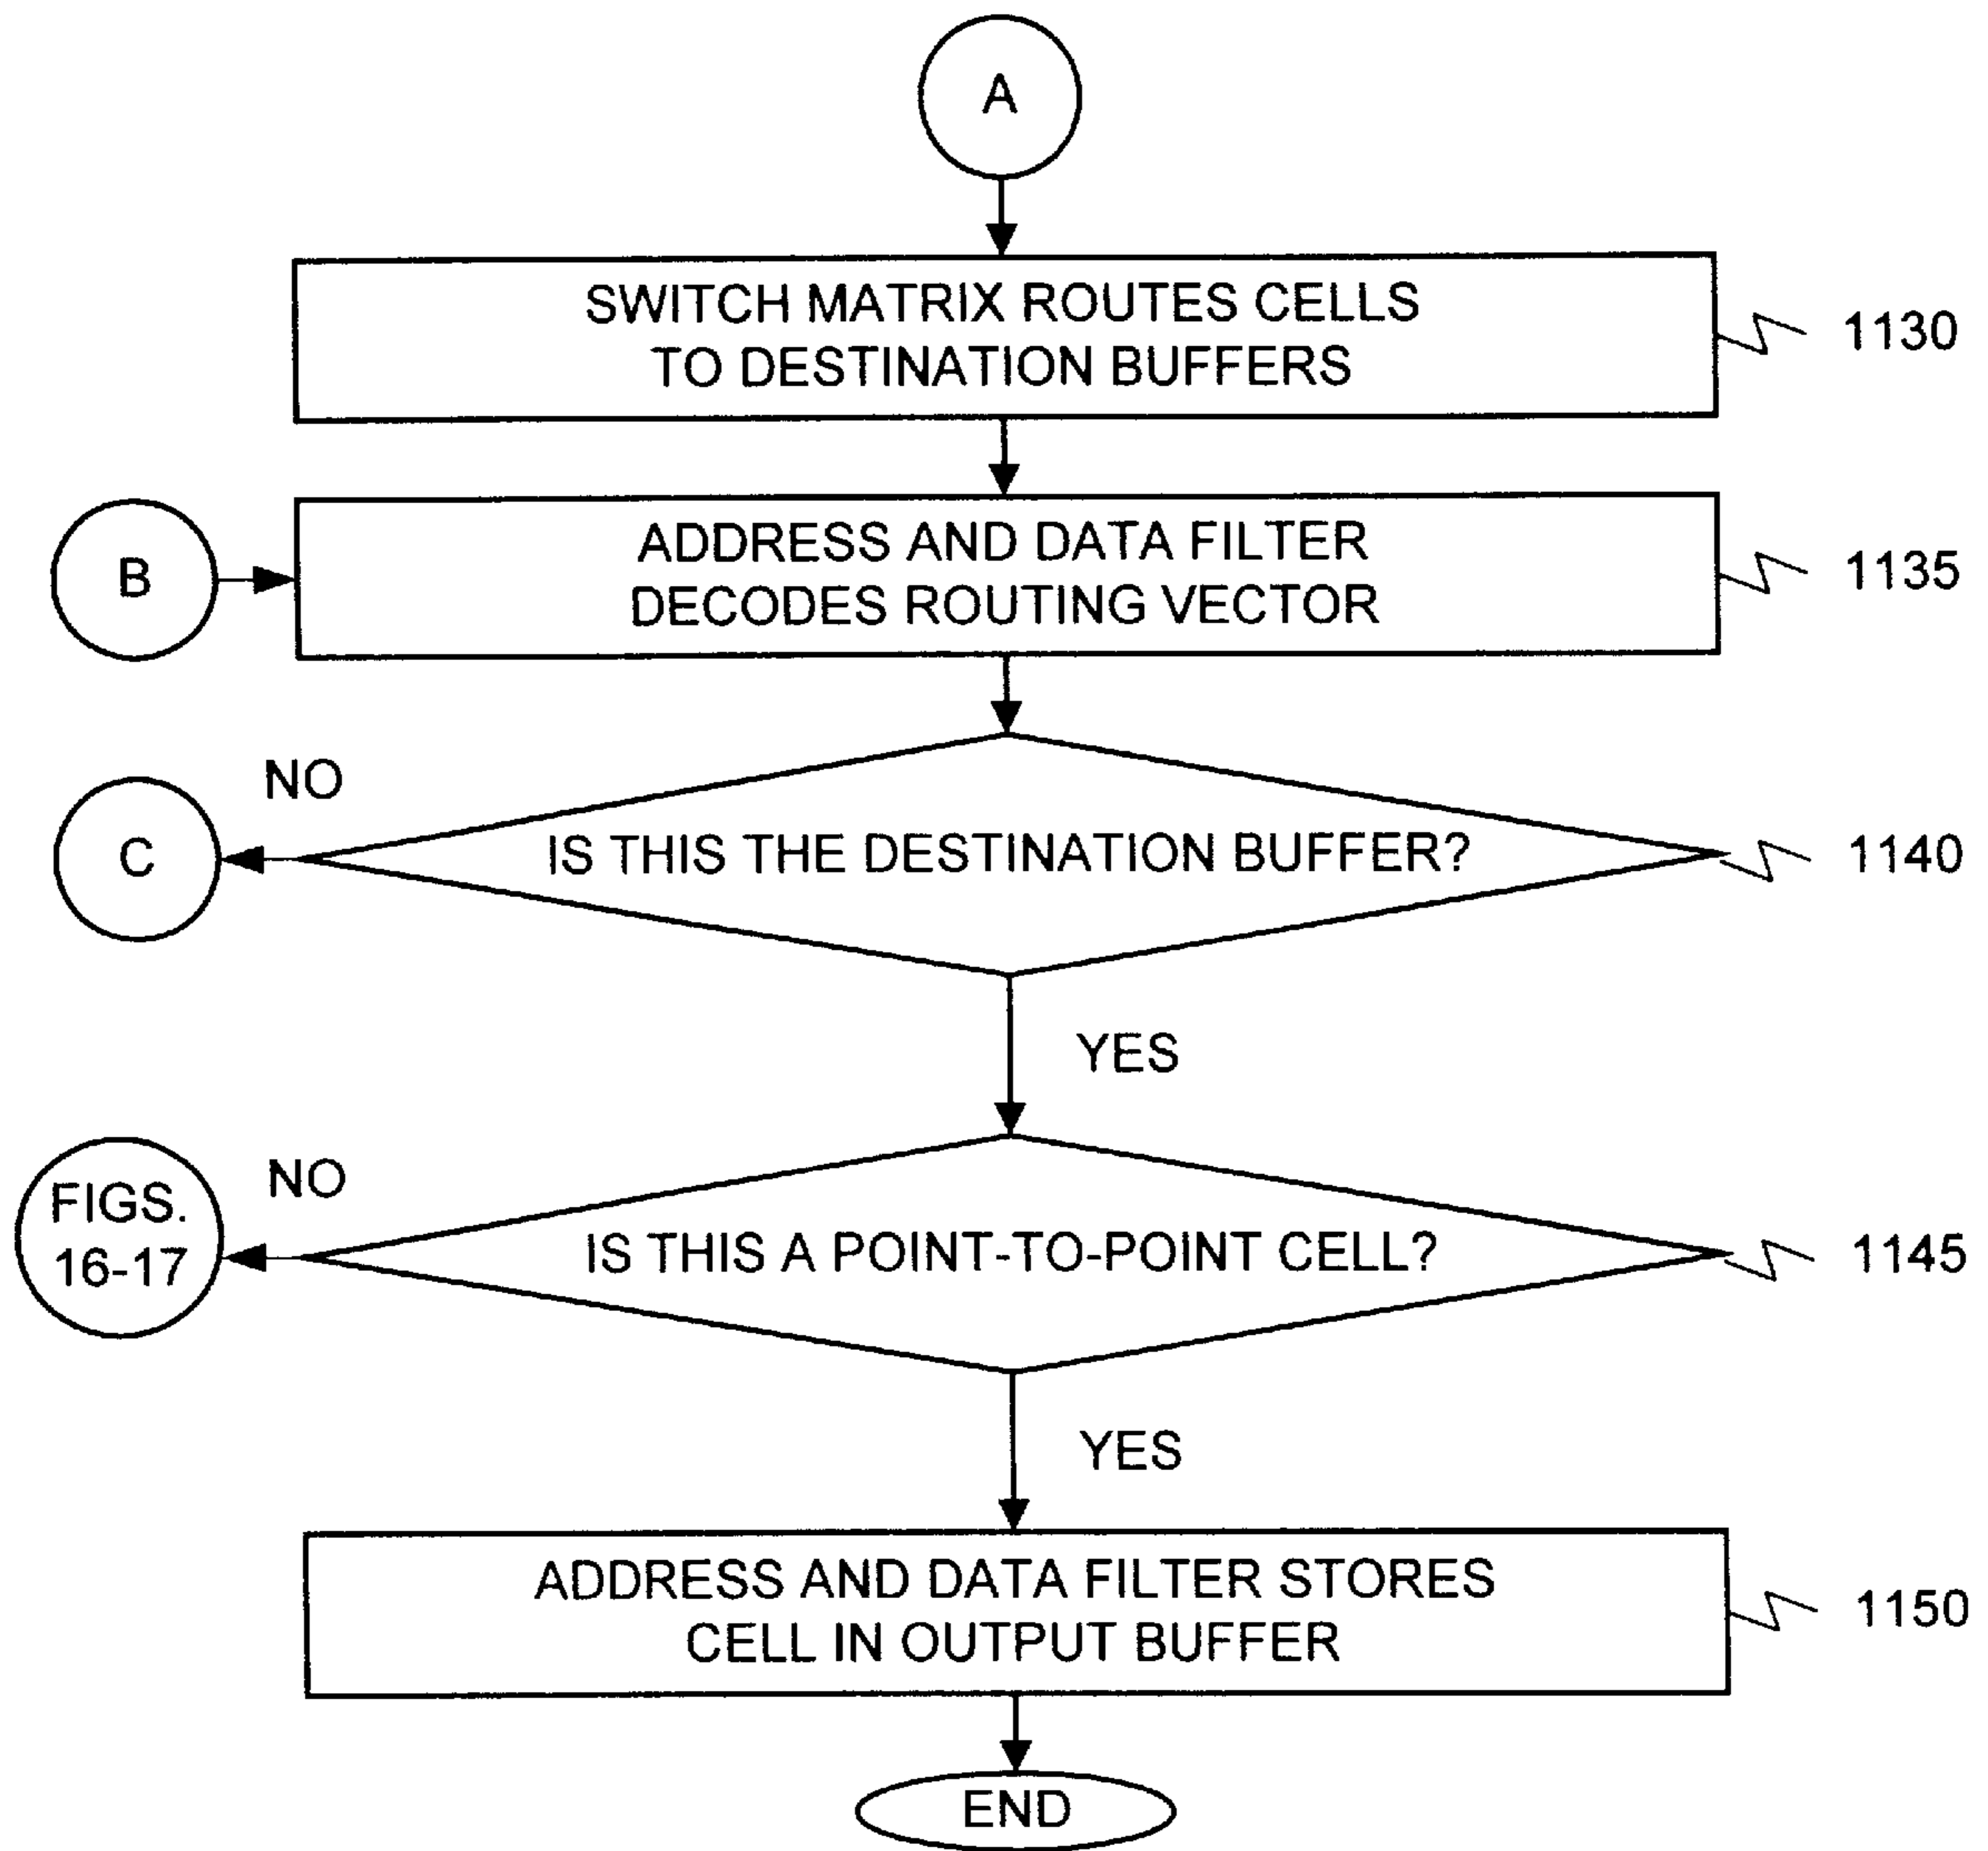 A
SWITCH MATRIX ROUTES CELLS
TO DESTINATION BUFFERS
1130
B
ADDRESS AND DATA FILTER
DECODES ROUTING VECTOR
1135
NO
C
IS THIS THE DESTINATION BUFFER?
1140
YES
FIGS.
16-17
NO
IS THIS A POINT-TO-POINT CELL?
1145
YES
ADDRESS AND DATA FILTER STORES
CELL IN OUTPUT BUFFER
1150
END